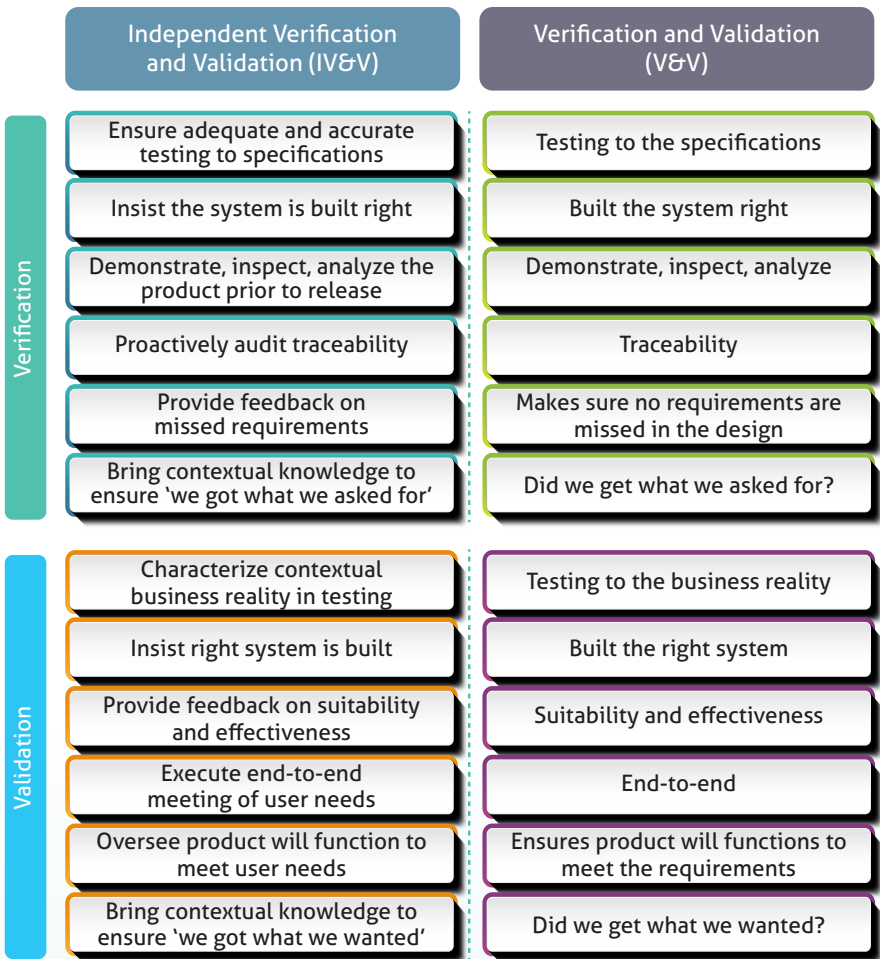 Independent Verification
and Validation (IV&V)
Verification and Validation
(V&V)
Verification
Ensure adequate and accurate
testing to specifications
Testing to the specifications
Insist the system is built right
Built the system right
Demonstrate, inspect, analyze the
product prior to release
Demonstrate, inspect, analyze
Proactively audit traceability
Traceability
Provide feedback on
missed requirements
Makes sure no requirements are
missed in the design
Bring contextual knowledge to
ensure ‘we got what we asked for’
Did we get what we asked for?
Validation
Characterize contextual
business reality in testing
Testing to the business reality
Insist right system is built
Built the right system
Provide feedback on suitability
and effectiveness
Suitability and effectiveness
Execute end-to-end
meeting of user needs
End-to-end
Oversee product will function to
meet user needs
Ensures product will functions to
meet the requirements
Bring contextual knowledge to
ensure ‘we got what we wanted’
Did we get what we wanted?